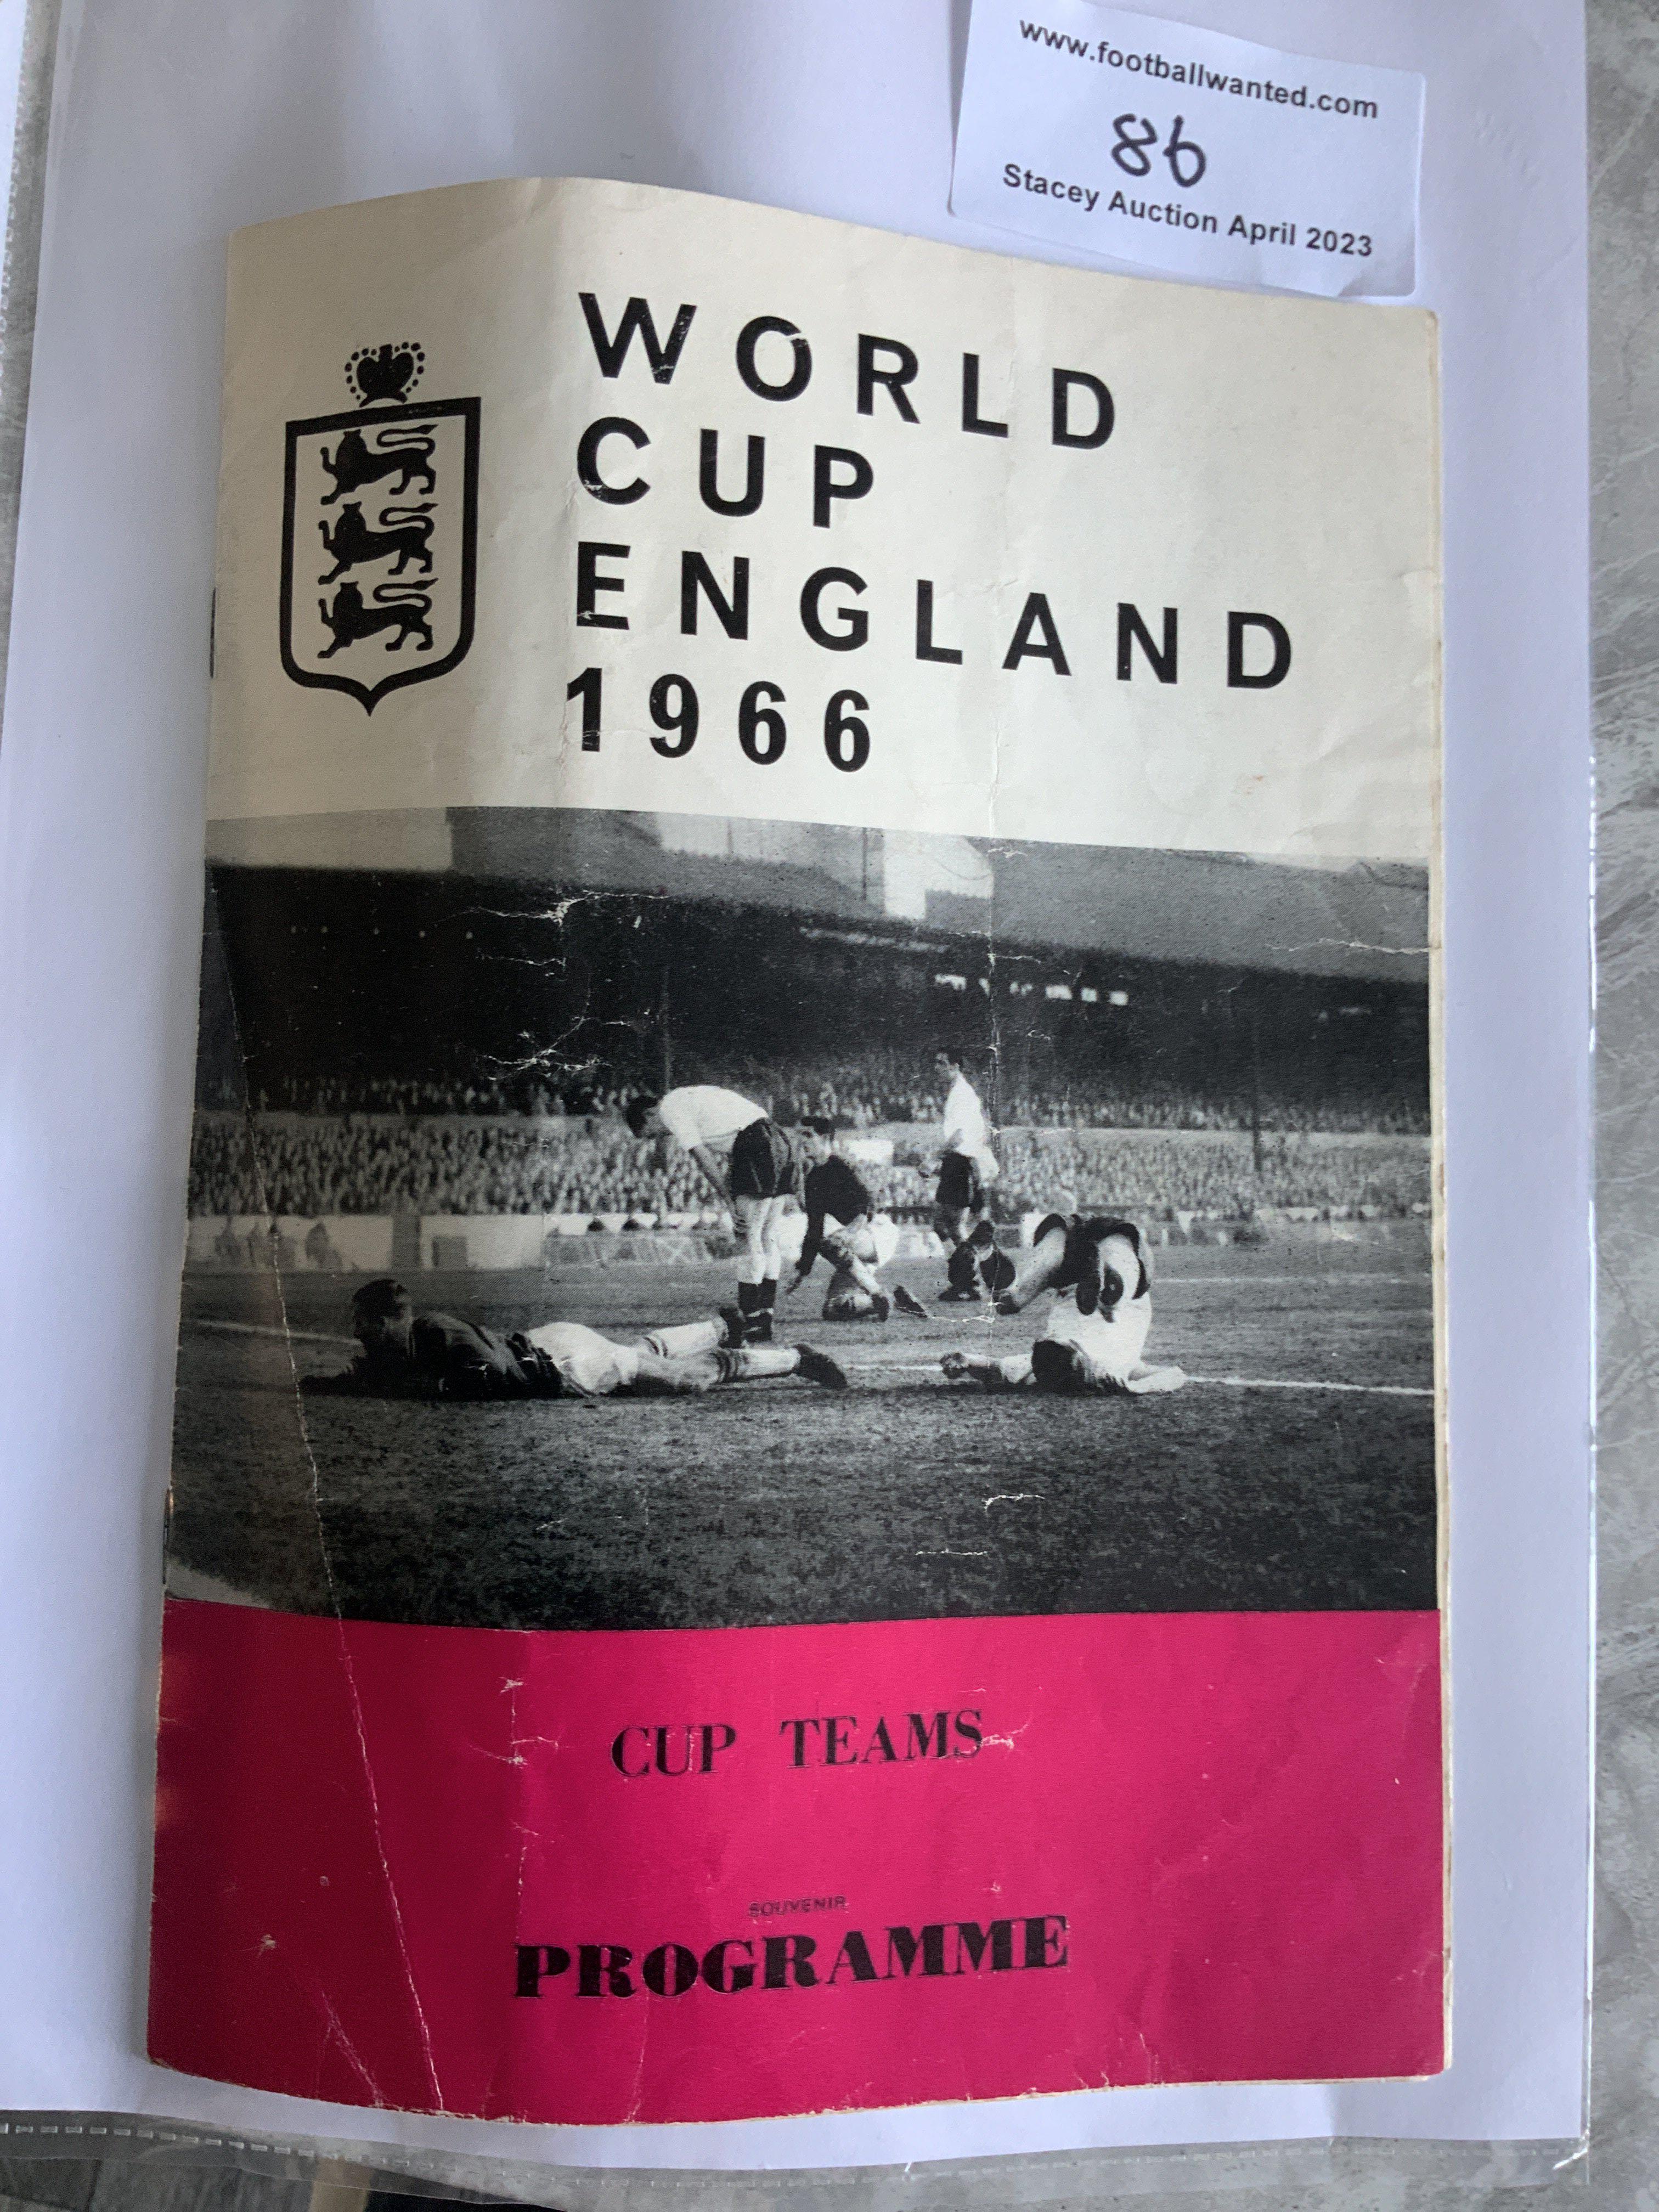 www.footballwanted.com
86
Stacey Auction April 2023
WORLD
CUP
ENGLAND
1966
CUP TEAMS
SOUVENIR
PROGRAMME